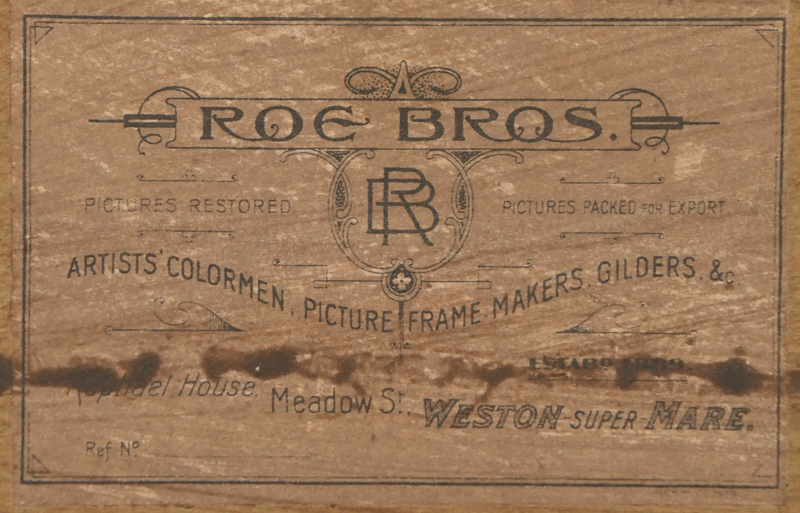 ROE BROS.
RB
PICTURES RESTORED
PICTURES PACKED FOR EXPORT
ARTISTS' COLORMEN, PICTURE FRAME MAKERS, GILDERS, &c
ESTABD
House, Meadow St, WESTON-SUPER MARE.
Ref No